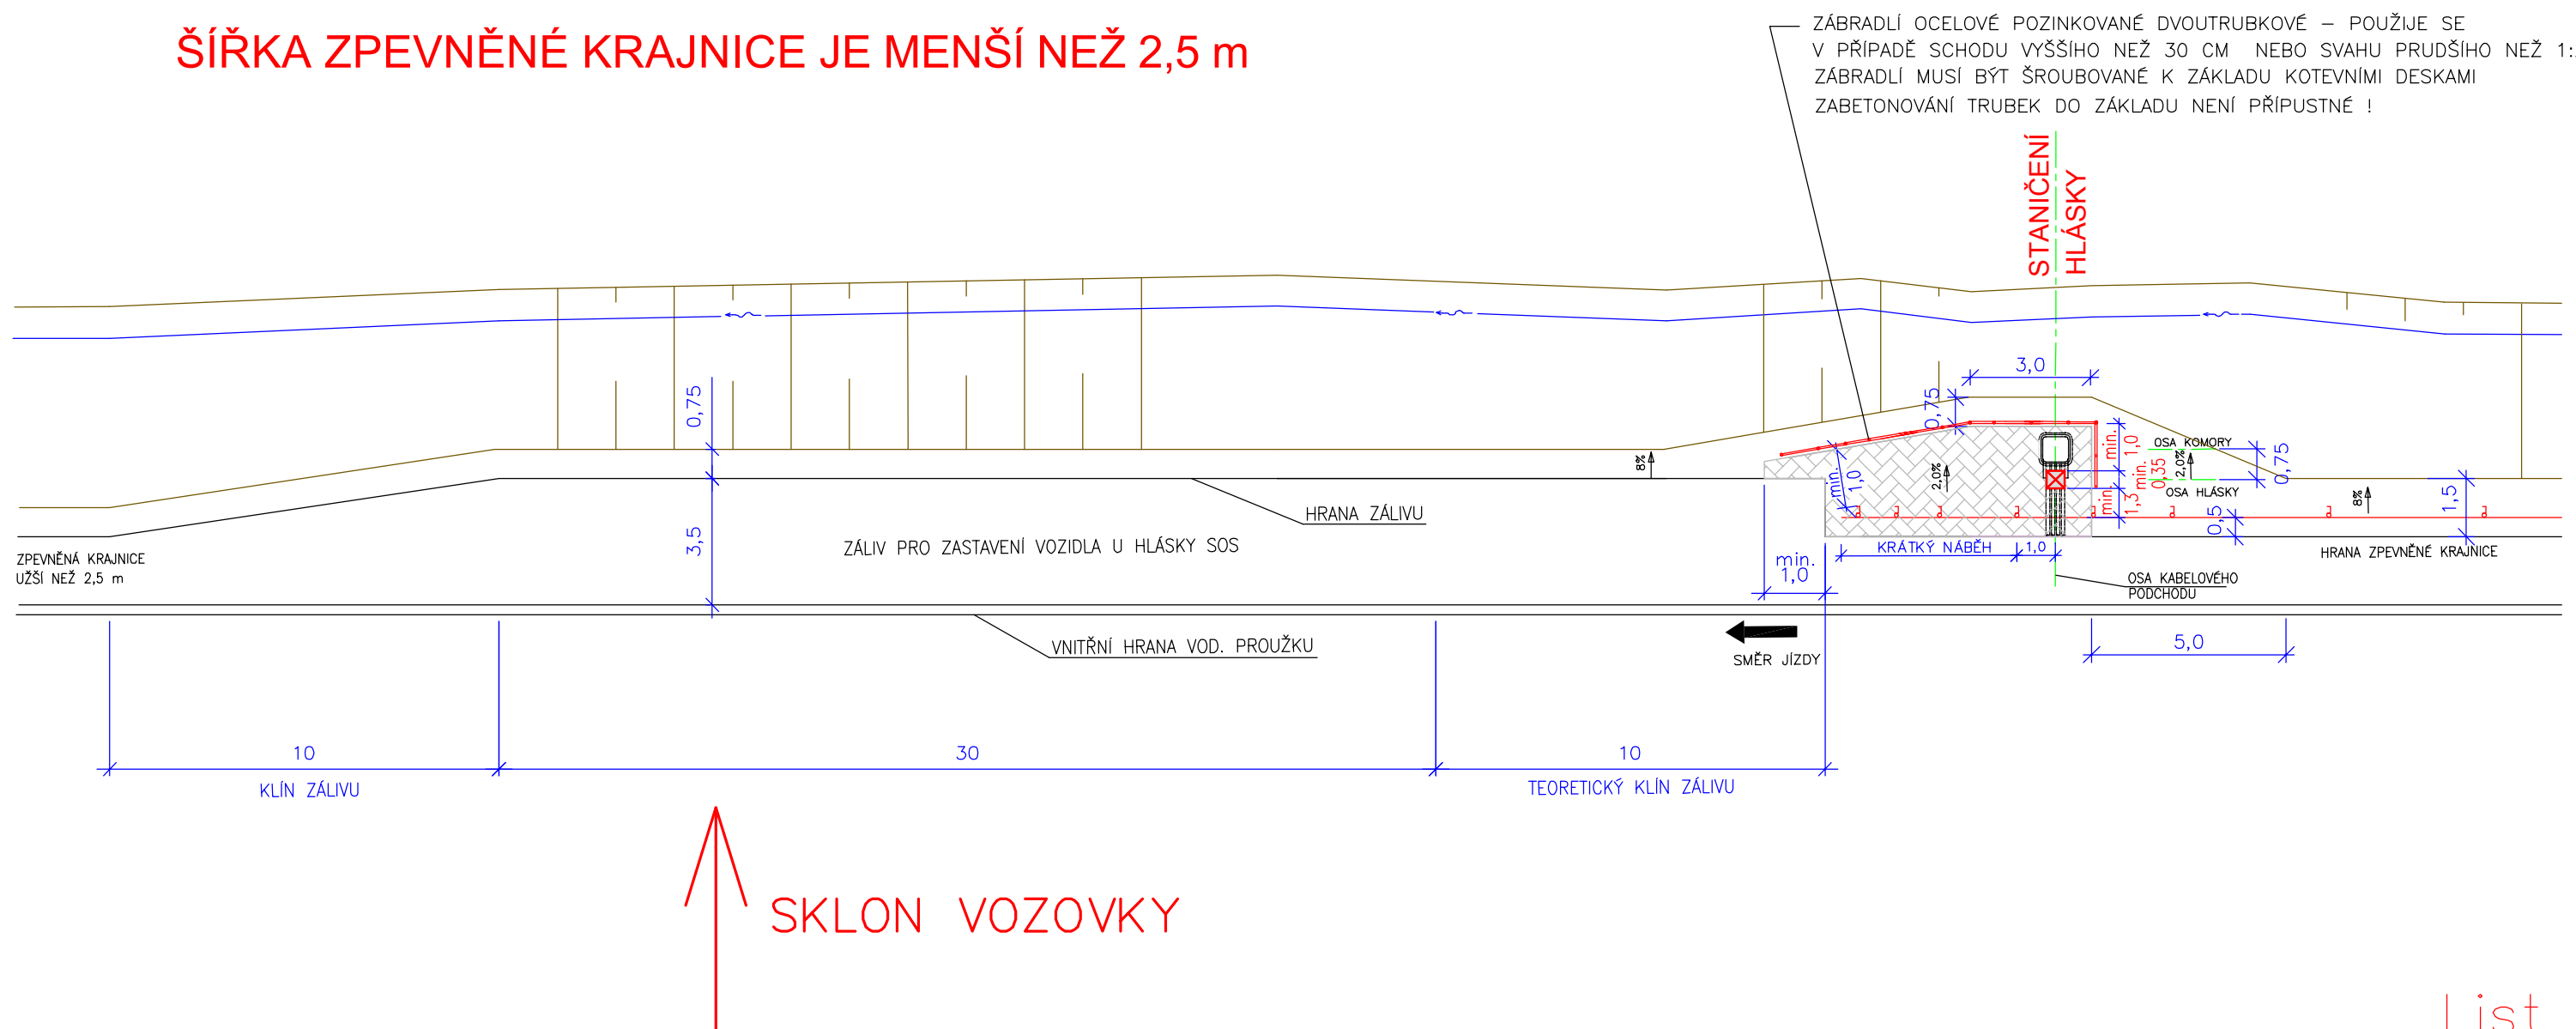 ŠÍŘKA ZPEVNĚNÉ KRAJNICE JE MENŠÍ NEŽ 2,5 m
ZÁBRADLÍ OCELOVÉ POZINKOVANÉ DVOUTRUBKOVÉ – POUŽIJE SE
V PŘÍPADĚ SCHODU VYŠŠÍHO NEŽ 30 CM NEBO SVAHU PRUDŠÍHO NEŽ 1:
ZÁBRADLÍ MUSÍ BÝT ŠROUBOVANÉ K ZÁKLADU KOTEVNÍMI DESKAMI
ZABETONOVÁNÍ TRUBEK DO ZÁKLADU NENÍ PŘÍPUSTNÉ !
STANIČENÍ
HLÁSKY
3,0
0,75
0,75
8%
2,0%
min.
1,0
OSA KOMORY
min.
1,0
min.
0,35
2,0%
0,75
OSA HLÁSKY
min.
1,3
8%
1,5
0,5
3,5
HRANA ZÁLIVU
ZÁLIV PRO ZASTAVENÍ VOZIDLA U HLÁSKY SOS
ZPEVNĚNÁ KRAJNICE
UŽŠÍ NEŽ 2,5 m
KRÁTKÝ NÁBĚH
1,0
HRANA ZPEVNĚNÉ KRAJNICE
min.
1,0
OSA KABELOVÉHO
PODCHODU
VNITŘNÍ HRANA VOD. PROUŽKU
SMĚR JÍZDY
5,0
10
30
10
KLÍN ZÁLIVU
TEORETICKÝ KLÍN ZÁLIVU
SKLON VOZOVKY
List